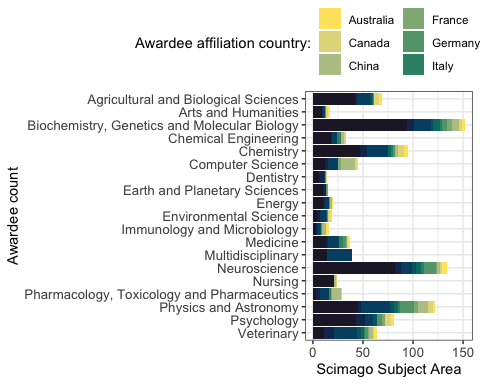 Awardee affiliation country:
Australia
Canada
China
France
Germany
Italy
Awardee count
Agricultural and Biological Sciences
Arts and Humanities
Biochemistry, Genetics and Molecular Biology
Chemical Engineering
Chemistry
Computer Science
Dentistry
Earth and Planetary Sciences
Energy
Environmental Science
Immunology and Microbiology
Medicine
Multidisciplinary
Neuroscience
Nursing
Pharmacology, Toxicology and Pharmaceutics
Physics and Astronomy
Psychology
Veterinary
0 50 100 150
Scimago Subject Area